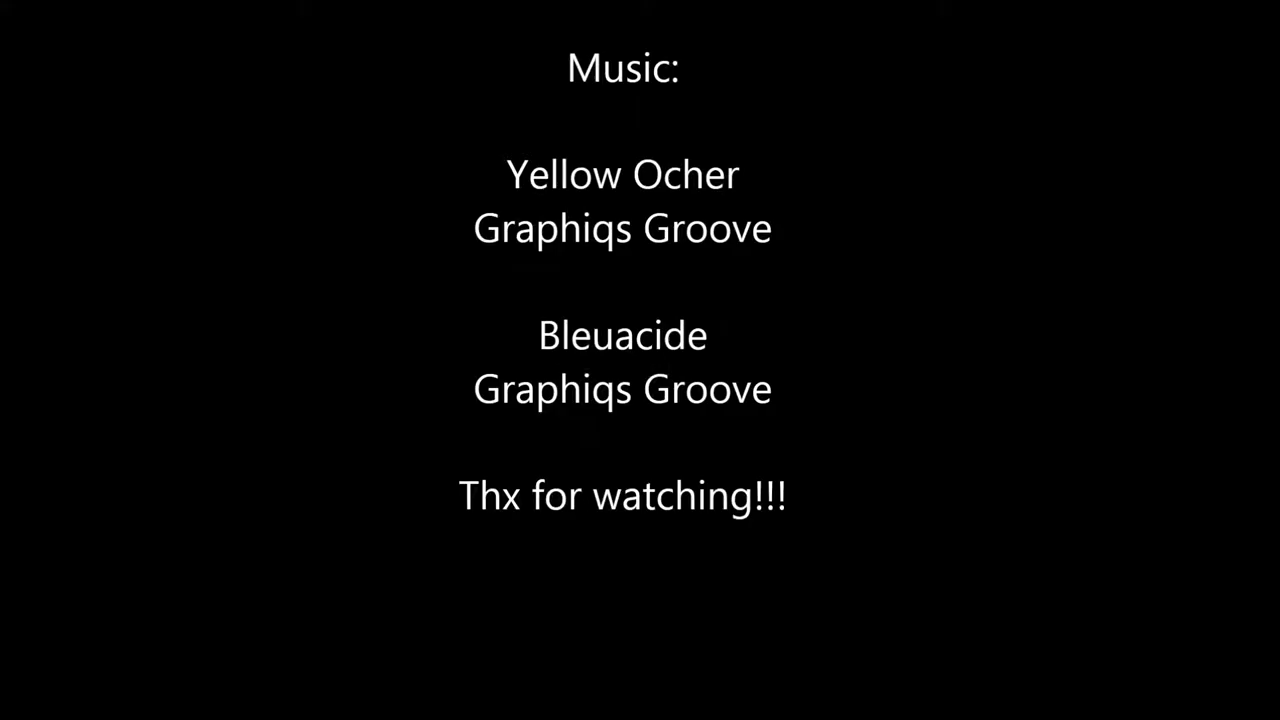 Music:
Yellow Ocher
Graphiqs Groove
Bleuacide
Graphiqs Groove
Thx for watching!!!